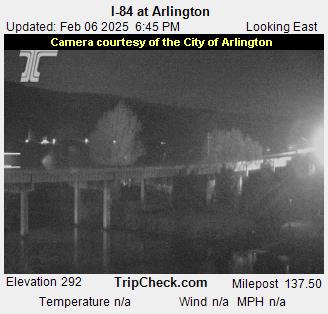 I-84 at Arlington
Updated: Feb 06 2025 6:45 PM Looking East
Camera courtesy of the City of Arlington
Elevation 292 TripCheck.com Milepost 137.50
Temperature n/a Wind n/a MPH n/a